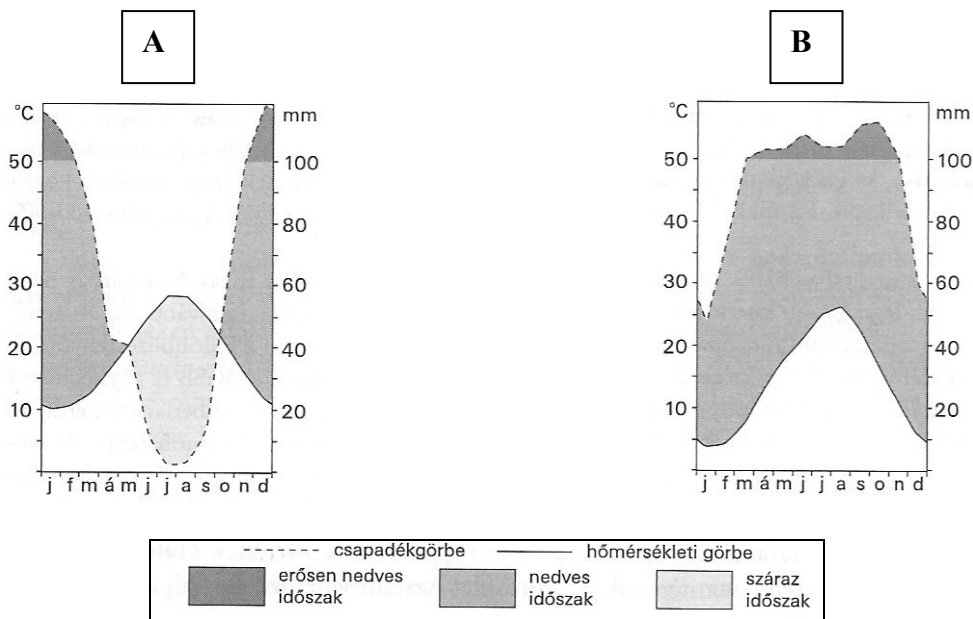 A
B
°C
mm
50
100
40
80
30
60
20
40
10
20
j f m á m j j a s o n d
°C
mm
50
100
40
80
30
60
20
40
10
20
j f m á m j j a s o n d
csapadékgörbe
hőmérsékleti görbe
erősen nedves
időszak
nedves
időszak
száraz
időszak